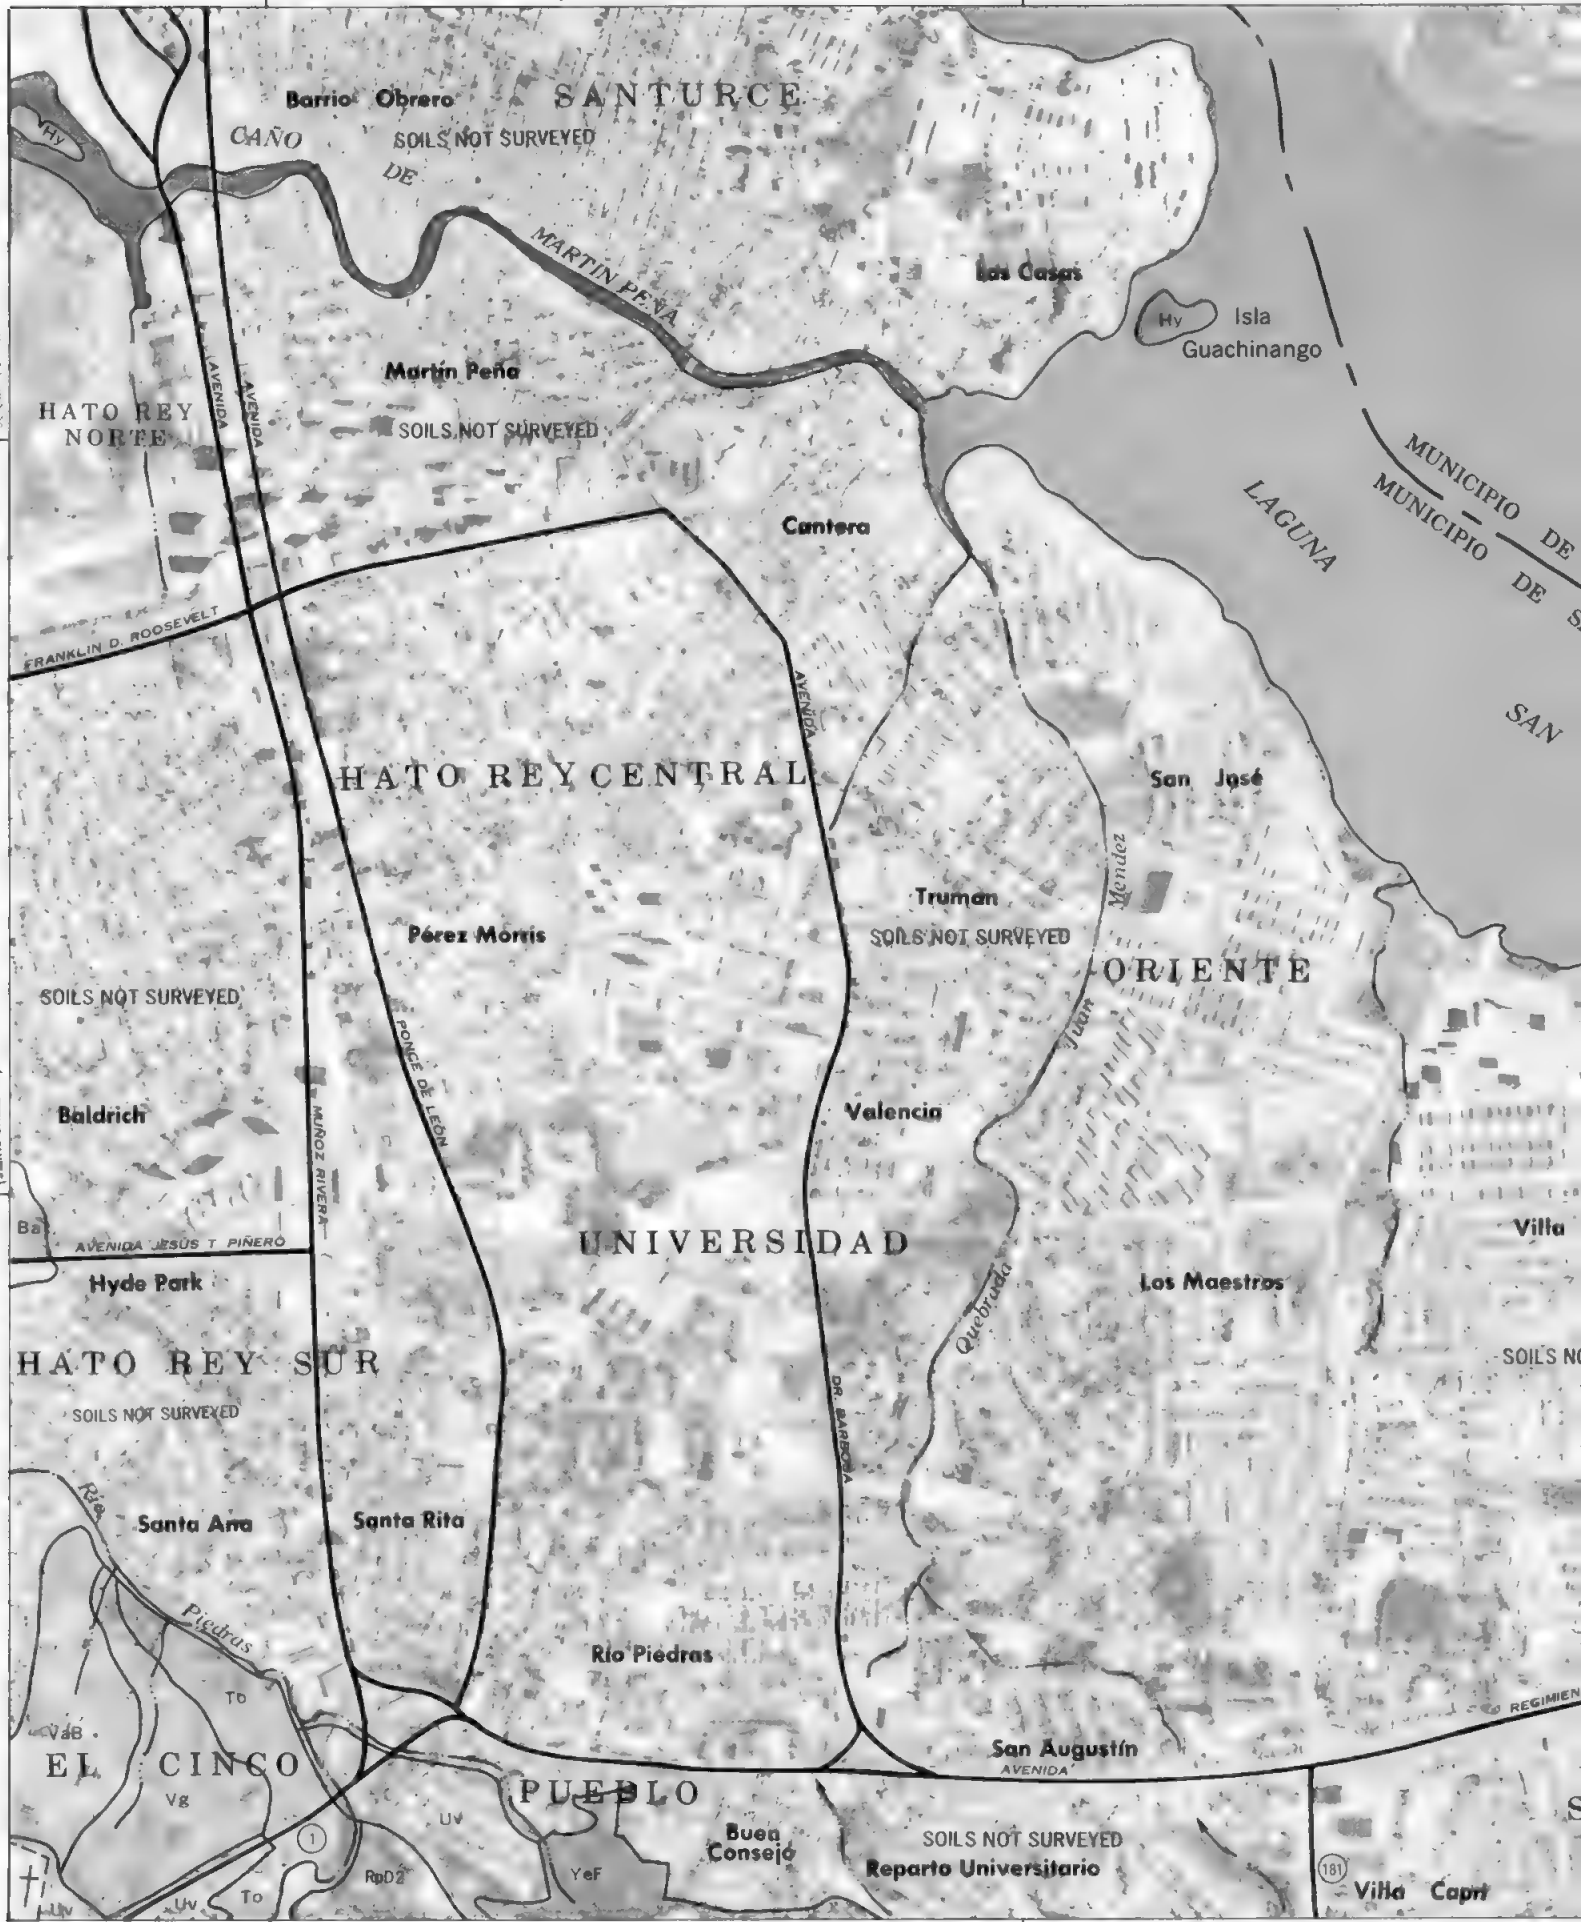 SANTURCE
Barrio Obrero
CAÑO
SOILS NOT SURVEYED
Hy
DE
MARTÍN PEÑA
Las Casas
Hy
Isla
Guachinango
Martín Peña
AVENIDA
AVENIDA
HATO REY
NORTE
SOILS NOT SURVEYED
MUNICIPIO DE
MUNICIPIO DE
LAGUNA
SAN
Cantera
FRANKLIN D. ROOSEVELT
AVENIDA
HATO REY CENTRAL
San José
Mendez
Truman
SOILS NOT SURVEYED
Pérez Morris
ORIENTE
SOILS NOT SURVEYED
Juan
PONCE DE LEÓN
Baldrich
MUÑOZ RIVERA
Valencia
Ba
AVENIDA JESÚS T PIÑERO
UNIVERSIDAD
Villa
Hyde Park
Los Maestros
Quebrada
HATO REY SUR
SOILS NO
SOILS NOT SURVEYED
DR. BARBOSA
Río
Santa Ana
Santa Rita
Piedras
Río Piedras
To
VaB
REGIMIEN
EL CINCO
San Augustín
AVENIDA
Vg
PUEBLO
Uv
1
Buen
Consejo
SOILS NOT SURVEYED
Reparto Universitario
RpD2
YeF
181
Villa Capri
Uv
Uv
To
S